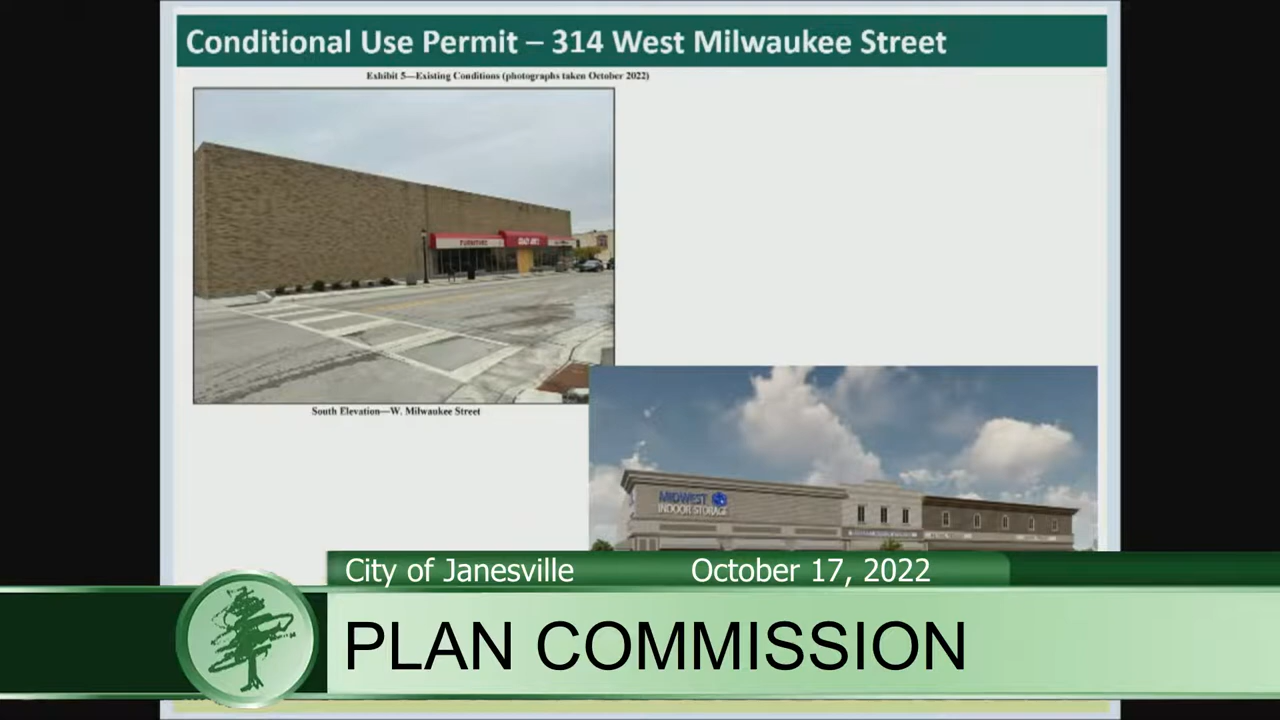 Conditional Use Permit – 314 West Milwaukee Street
Exhibit 5—Existing Conditions (photographs taken October 2022)
FURNITURE
South Elevation—W. Milwaukee Street
MIDWEST
INDOOR STORAGE
City of Janesville October 17, 2022
PLAN COMMISSION